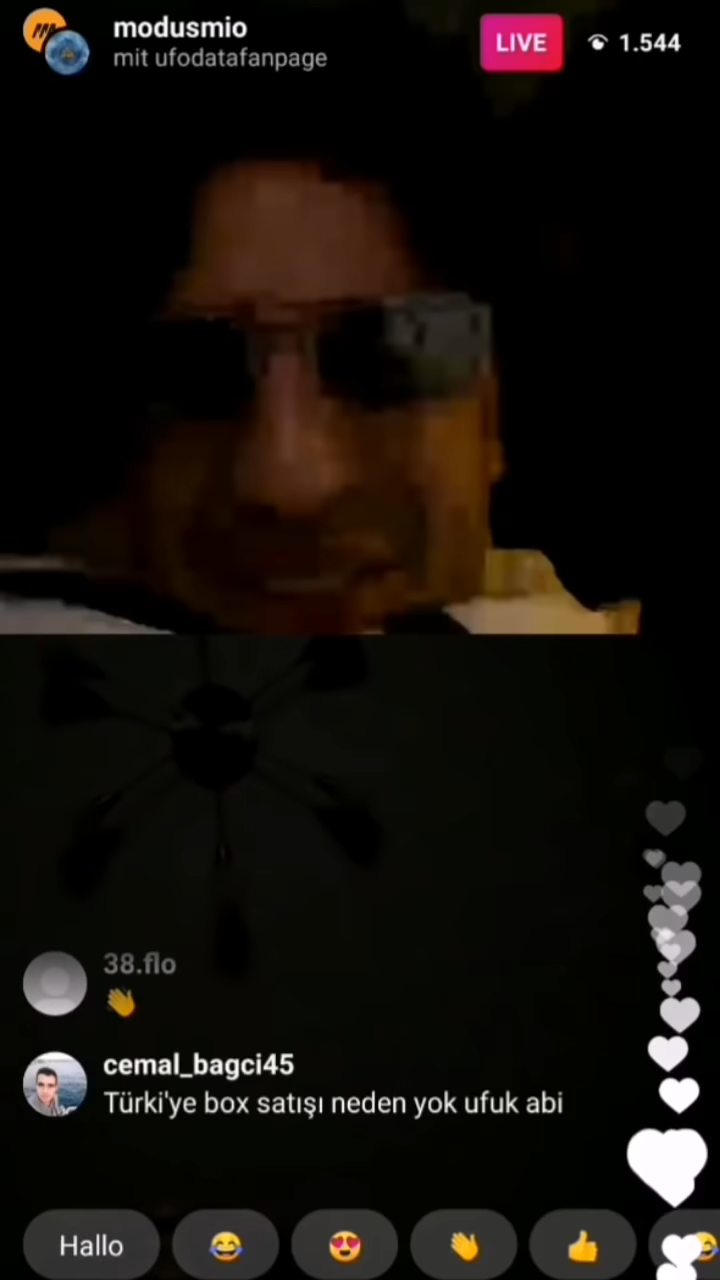 modusmio
mit ufodatafanpage
LIVE
1.544
38.flo
👋
cemal_bagci45
Türki'ye box satışı neden yok ufuk abi
Hallo